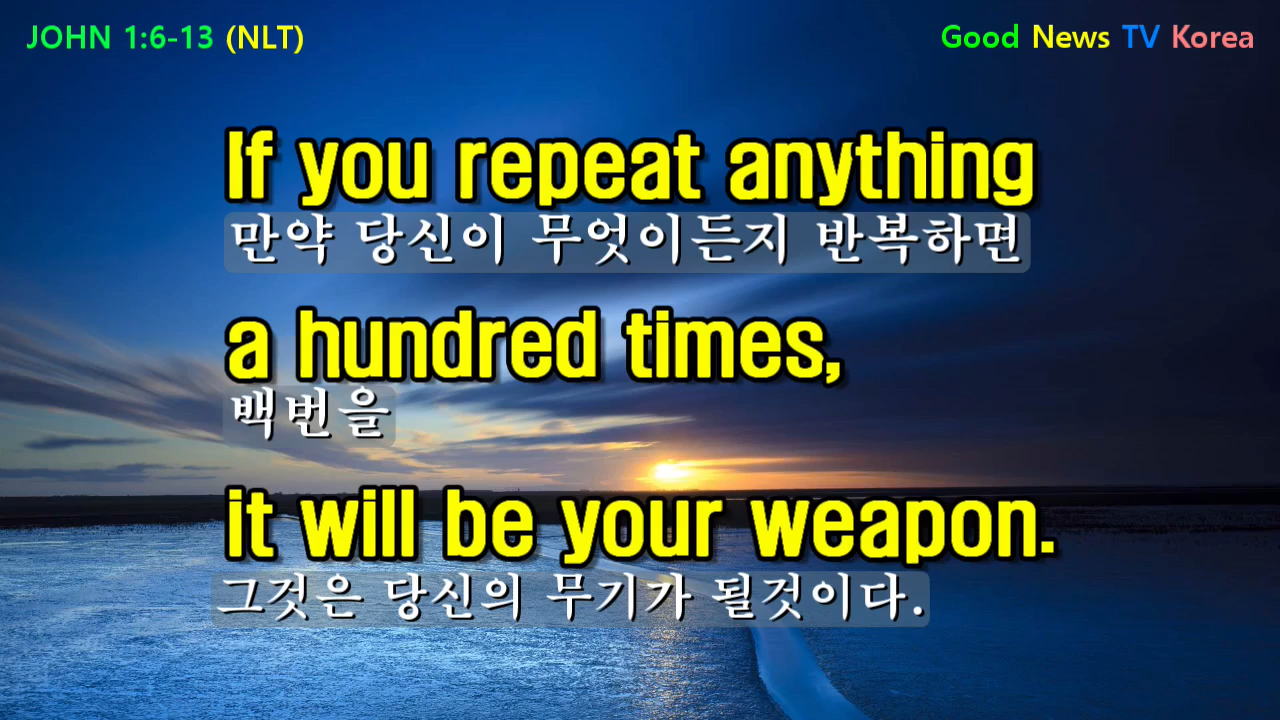 JOHN 1:6-13 (NLT)
Good News TV Korea
If you repeat anything
만약 당신이 무엇이든지 반복하면
a hundred times,
백번을
it will be your weapon.
그것은 당신의 무기가 될것이다.